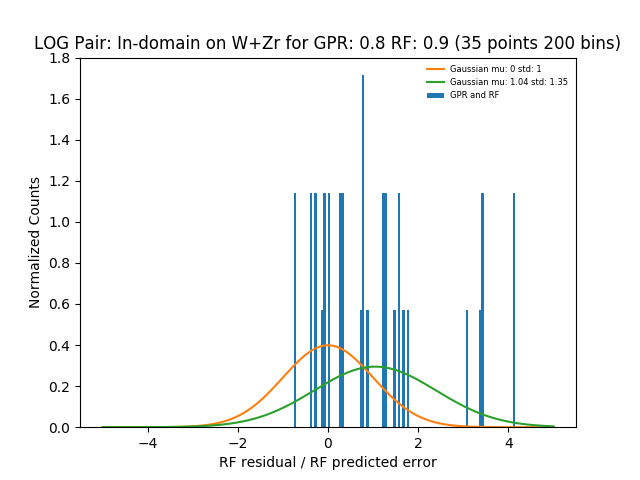 LOG Pair: In-domain on W+Zr for GPR: 0.8 RF: 0.9 (35 points 200 bins)
Gaussian mu: 0 std: 1
Gaussian mu: 1.04 std: 1.35
GPR and RF
Normalized Counts
1.8
1.6
1.4
1.2
1.0
0.8
0.6
0.4
0.2
0.0
−4 −2 0 2 4
RF residual / RF predicted error